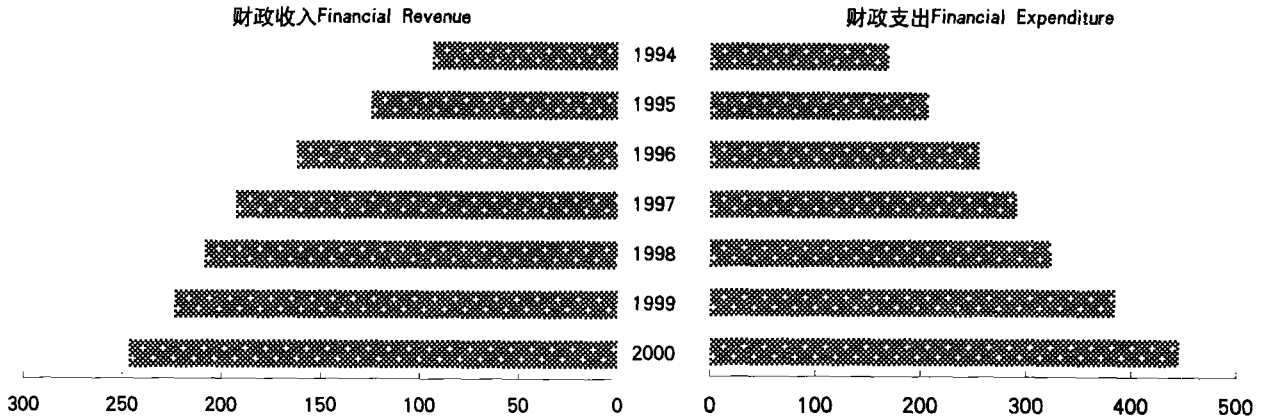 财政收入Financial Revenue
财政支出Financial Expenditure
1994
1995
1996
1997
1998
1999
2000
300 250 200 150 100 50 0
0 100 200 300 400 500